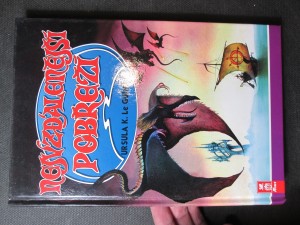 NEJVZDÁLENĚJŠÍ
POBŘEŽÍ
URSULA K. Le GUIN